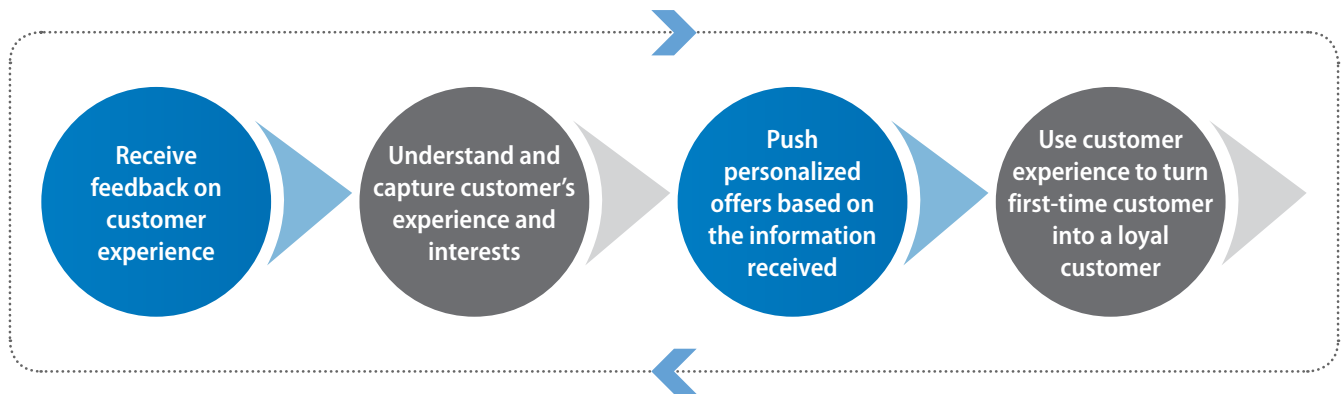 Receive
feedback on
customer
experience
Understand and
capture customer’s
experience and
interests
Push
personalized
offers based on
the information
received
Use customer
experience to turn
first-time customer
into a loyal
customer